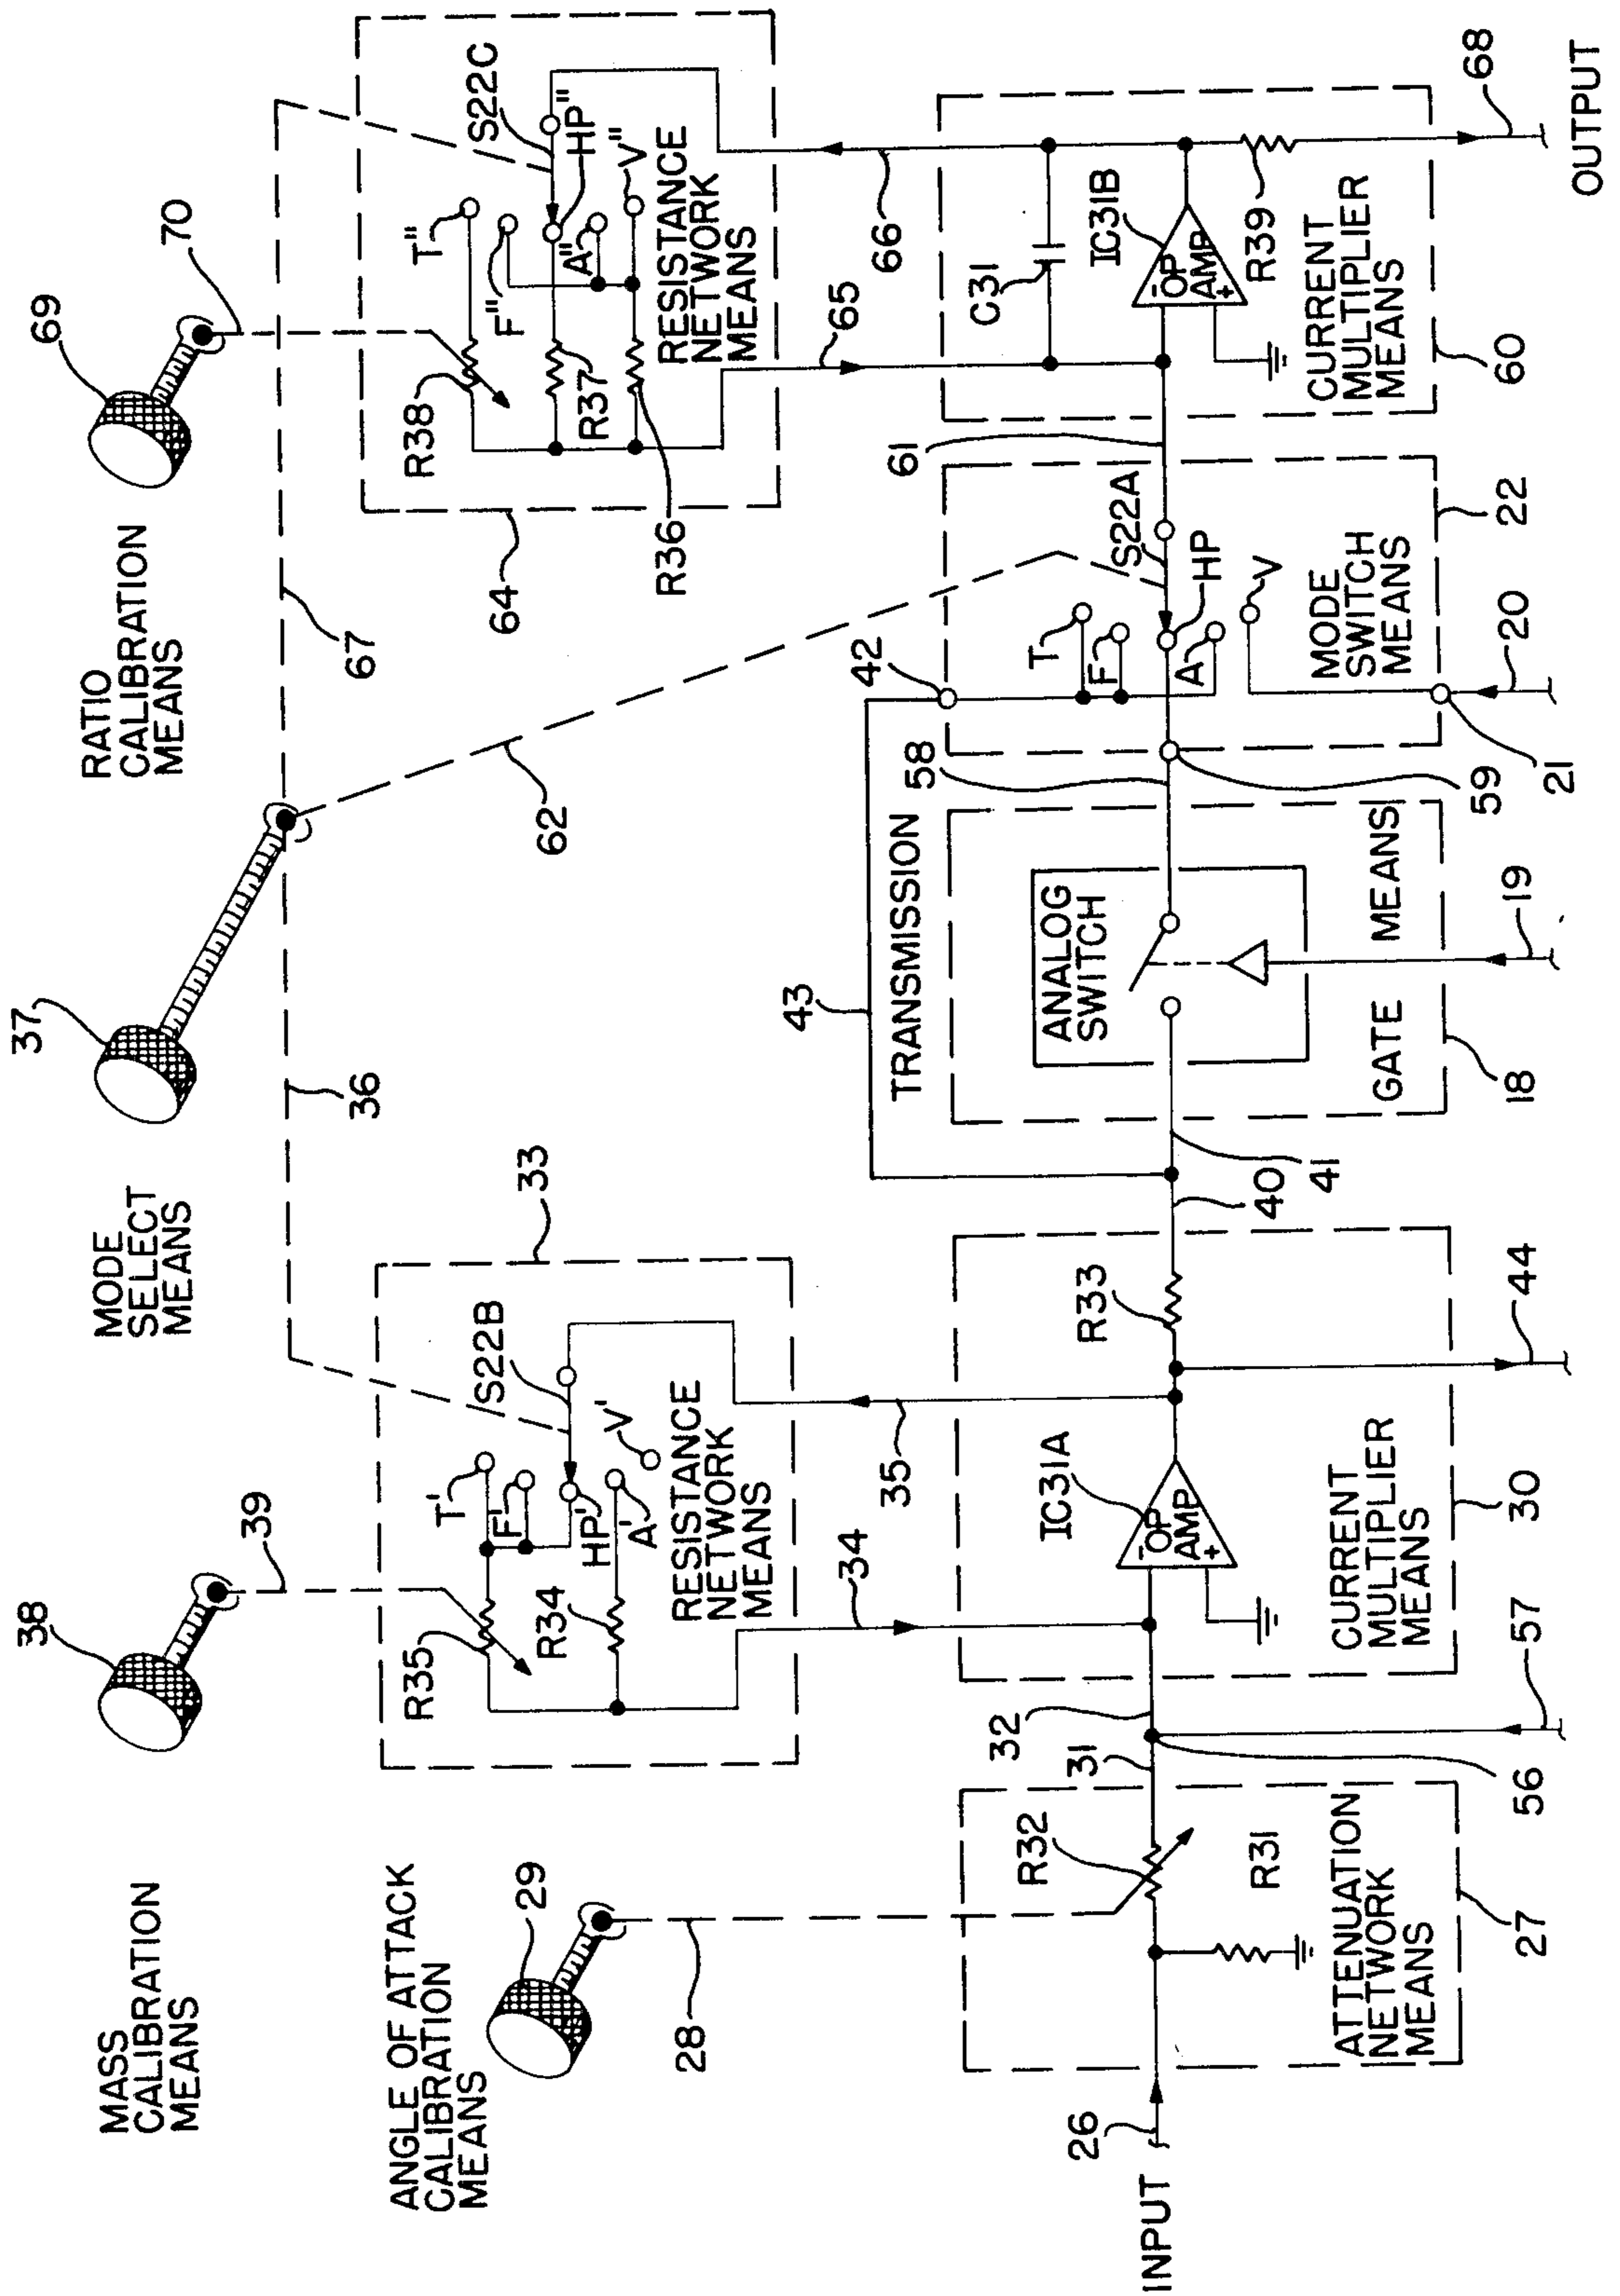 MASS
CALIBRATION
MEANS
38
39
MODE
SELECT
MEANS
37
36
RATIO
CALIBRATION
MEANS
69
70
67
62
ANGLE OF ATTACK
CALIBRATION
MEANS
29
28
33
R35
R34
T'
F'
HP'
A'
V'
S22B
RESISTANCE
NETWORK
MEANS
34
35
64
R38
R37
R36
T"
F"
HP"
A"
V"
S22C
RESISTANCE
NETWORK
MEANS
65
66
INPUT
26
R32
R31
ATTENUATION
NETWORK
MEANS
27
31
32
56
57
IC31A
-
OP
AMP
+
R33
CURRENT
MULTIPLIER
MEANS
30
44
40
41
43
TRANSMISSION
ANALOG
SWITCH
GATE MEANS
18
19
58
59
42
T
F
HP
A
V
S22A
MODE
SWITCH
MEANS
22
20
21
61
C31
IC31B
-
OP
AMP
+
R39
CURRENT
MULTIPLIER
MEANS
60
68
OUTPUT